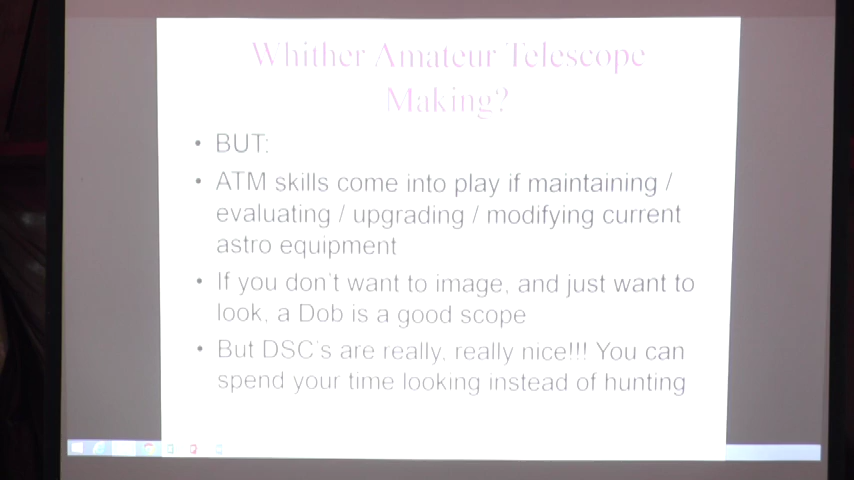 Whither Amateur Telescope
Making?
• BUT:
• ATM skills come into play if maintaining /
evaluating / upgrading / modifying current
astro equipment
• If you don't want to image, and just want to
look, a Dob is a good scope
• But DSC's are really, really nice!!! You can
spend your time looking instead of hunting